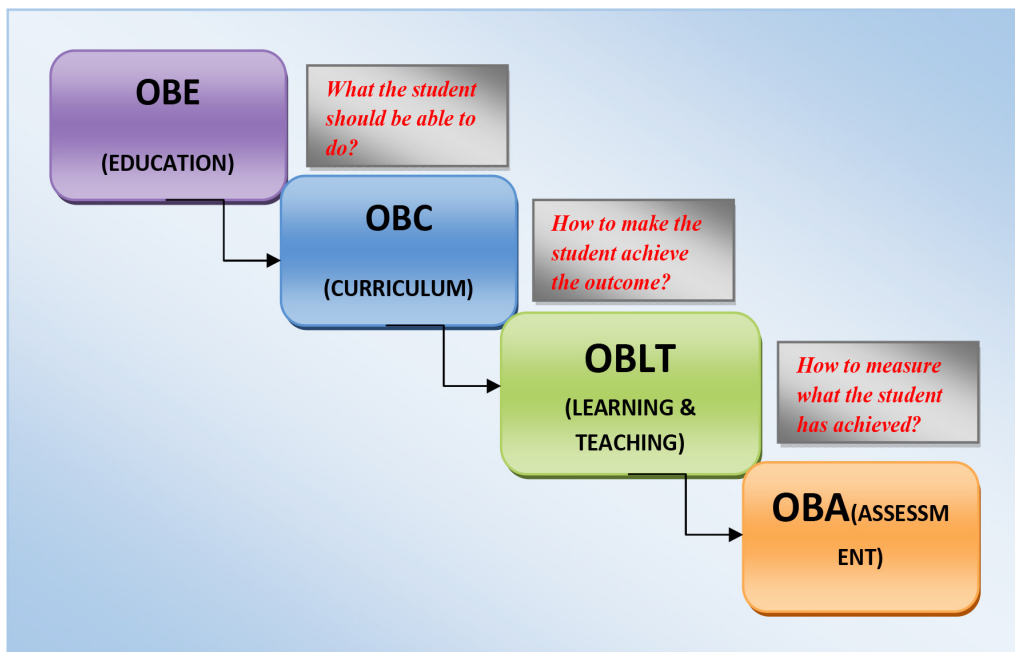 OBE
(EDUCATION)
What the student
should be able to
do?
OBC
(CURRICULUM)
How to make the
student achieve
the outcome?
OBLT
(LEARNING &
TEACHING)
How to measure
what the student
has achieved?
OBA(ASSESSM
ENT)